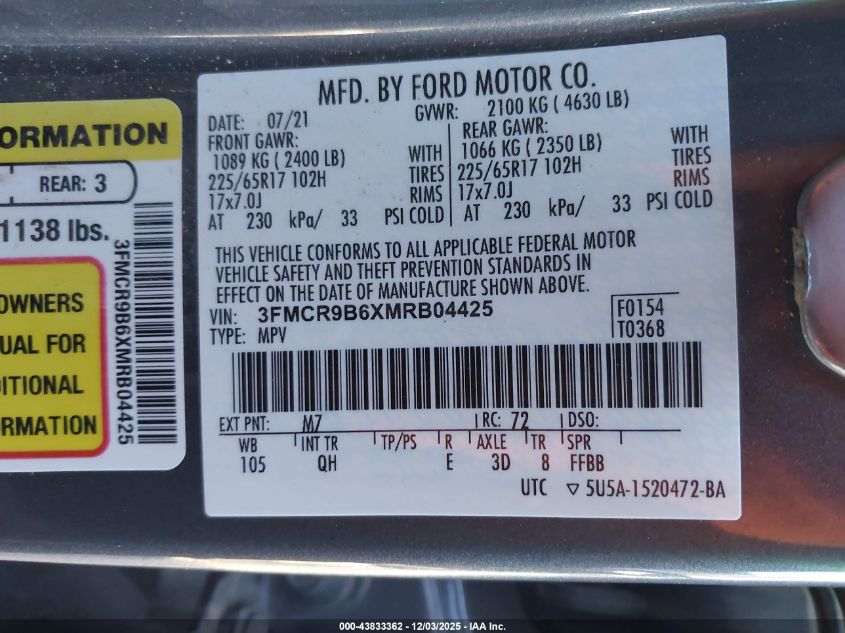 ORMATION
REAR: 3
1138 lbs.
3FMCR9B6XMRB04425
OWNERS
UAL FOR
DITIONAL
ORMATION
MFD. BY FORD MOTOR CO.
DATE: 07/21 GVWR: 2100 KG ( 4630 LB)
FRONT GAWR: REAR GAWR:
1089 KG ( 2400 LB) WITH 1066 KG ( 2350 LB) WITH
225/65R17 102H TIRES 225/65R17 102H TIRES
17x7.0J RIMS 17x7.0J RIMS
AT 230 kPa/ 33 PSI COLD AT 230 kPa/ 33 PSI COLD
THIS VEHICLE CONFORMS TO ALL APPLICABLE FEDERAL MOTOR
VEHICLE SAFETY AND THEFT PREVENTION STANDARDS IN
EFFECT ON THE DATE OF MANUFACTURE SHOWN ABOVE.
VIN: 3FMCR9B6XMRB04425 F0154
TYPE: MPV T0368
EXT PNT: M7 RC: 72 DSO:
WB INT TR TP/PS R AXLE TR SPR
105 QH E 3D 8 FFBB
UTC ▽ 5U5A-1520472-BA
000-43833362 - 12/03/2025 - IAA Inc.